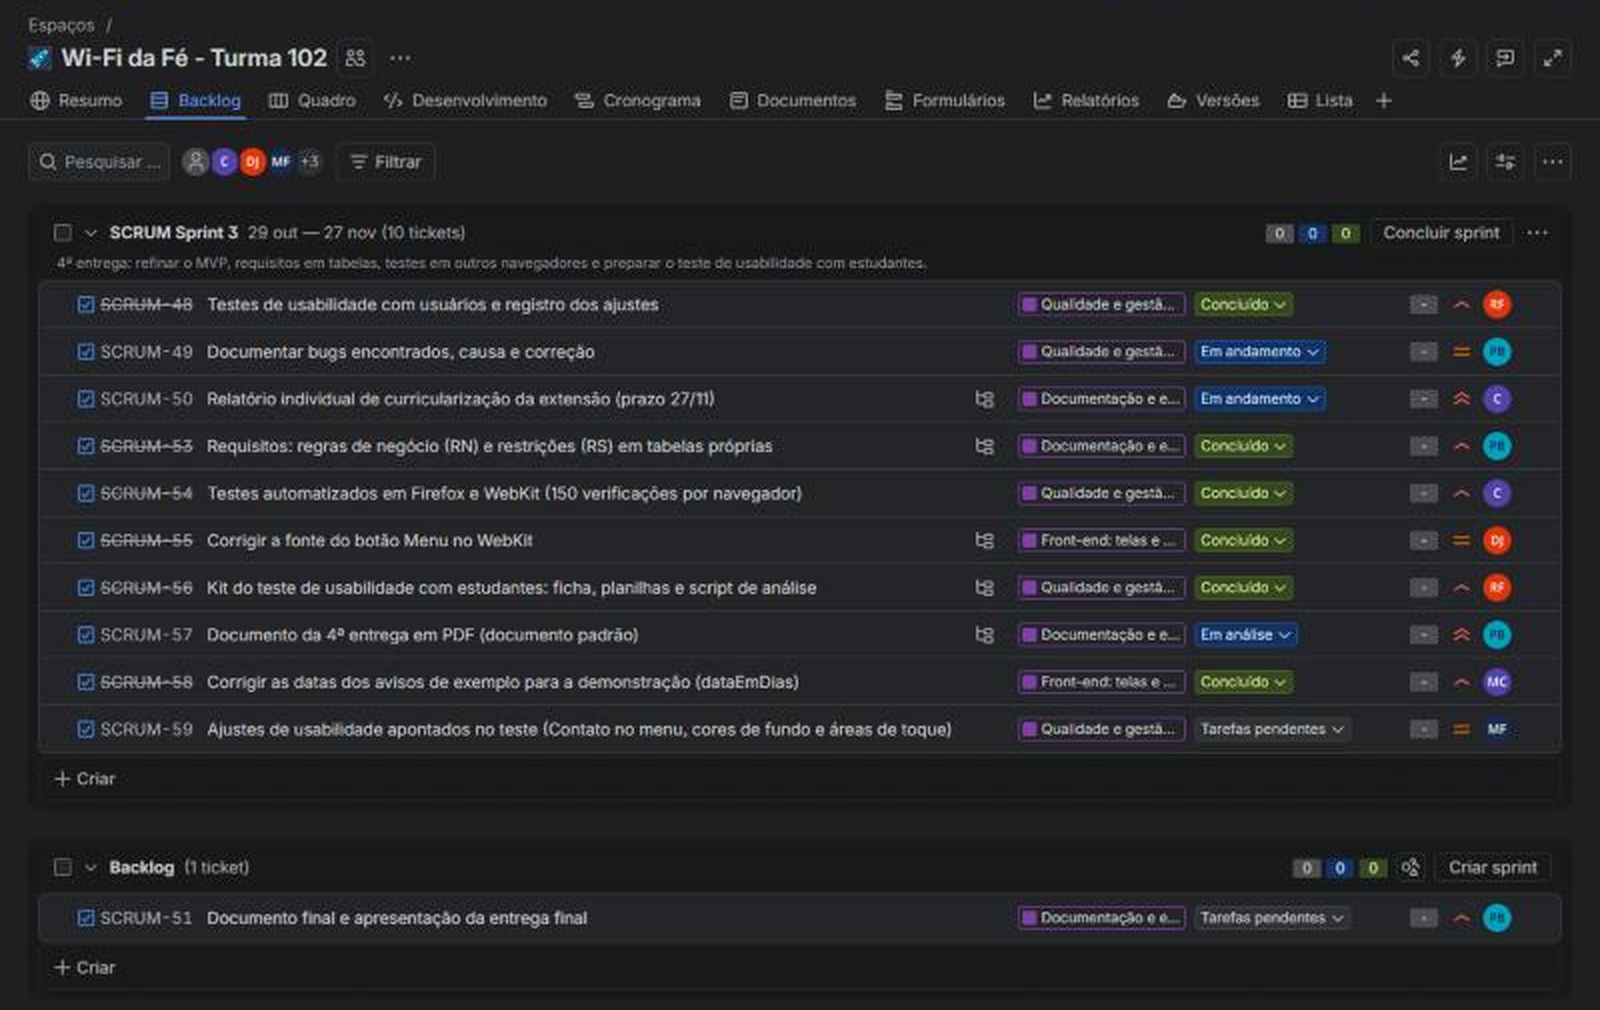 Espaços /
Wi-Fi da Fé - Turma 102
Resumo Backlog Quadro Desenvolvimento Cronograma Documentos Formulários Relatórios Versões Lista
Pesquisar ... C DJ MF +3 Filtrar
SCRUM Sprint 3 29 out — 27 nov (10 tickets) 0 0 0 Concluir sprint
4ª entrega: refinar o MVP, requisitos em tabelas, testes em outros navegadores e preparar o teste de usabilidade com estudantes.
SCRUM-48 Testes de usabilidade com usuários e registro dos ajustes Qualidade e gestã... Concluído - RF
SCRUM-49 Documentar bugs encontrados, causa e correção Qualidade e gestã... Em andamento - PB
SCRUM-50 Relatório individual de curricularização da extensão (prazo 27/11) Documentação e e... Em andamento - C
SCRUM-53 Requisitos: regras de negócio (RN) e restrições (RS) em tabelas próprias Documentação e e... Concluído - PB
SCRUM-54 Testes automatizados em Firefox e WebKit (150 verificações por navegador) Qualidade e gestã... Concluído - C
SCRUM-55 Corrigir a fonte do botão Menu no WebKit Front-end: telas e ... Concluído - DJ
SCRUM-56 Kit do teste de usabilidade com estudantes: ficha, planilhas e script de análise Qualidade e gestã... Concluído - RF
SCRUM-57 Documento da 4ª entrega em PDF (documento padrão) Documentação e e... Em análise - PB
SCRUM-58 Corrigir as datas dos avisos de exemplo para a demonstração (dataEmDias) Front-end: telas e ... Concluído - MC
SCRUM-59 Ajustes de usabilidade apontados no teste (Contato no menu, cores de fundo e áreas de toque) Qualidade e gestã... Tarefas pendentes - MF
+ Criar
Backlog (1 ticket) 0 0 0 Criar sprint
SCRUM-51 Documento final e apresentação da entrega final Documentação e e... Tarefas pendentes - PB
+ Criar